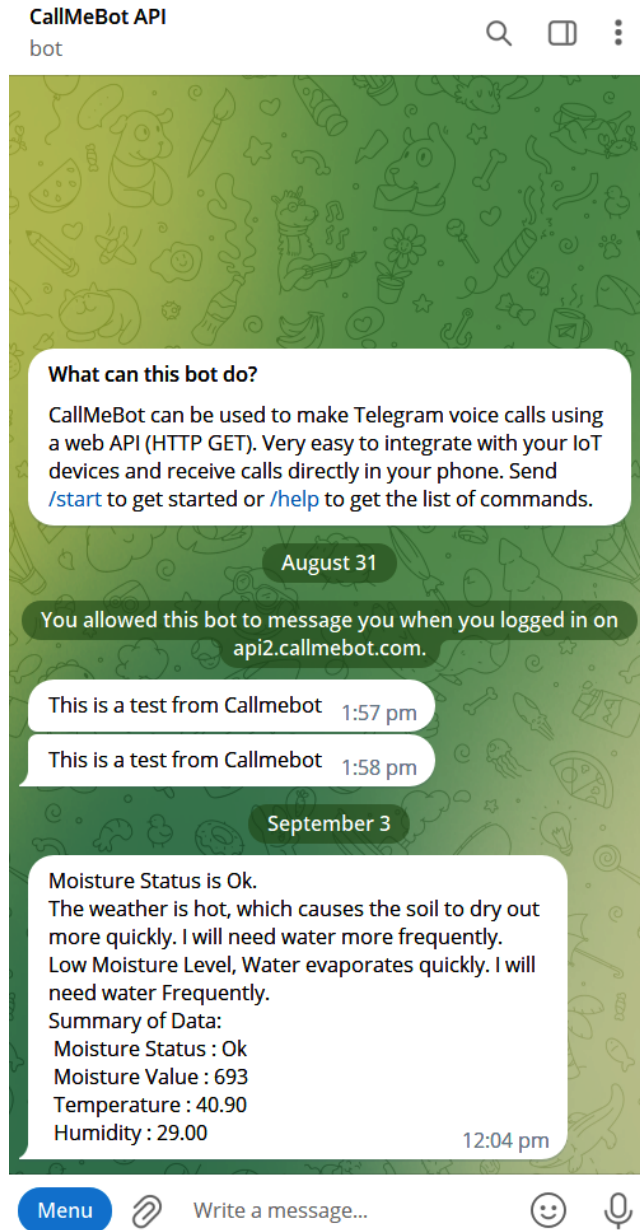 CallMeBot API
bot
What can this bot do?
CallMeBot can be used to make Telegram voice calls using
a web API (HTTP GET). Very easy to integrate with your IoT
devices and receive calls directly in your phone. Send
/start to get started or /help to get the list of commands.
August 31
You allowed this bot to message you when you logged in on
api2.callmebot.com.
This is a test from Callmebot 1:57 pm
This is a test from Callmebot 1:58 pm
September 3
Moisture Status is Ok.
The weather is hot, which causes the soil to dry out
more quickly. I will need water more frequently.
Low Moisture Level, Water evaporates quickly. I will
need water Frequently.
Summary of Data:
Moisture Status : Ok
Moisture Value : 693
Temperature : 40.90
Humidity : 29.00 12:04 pm
Menu Write a message...